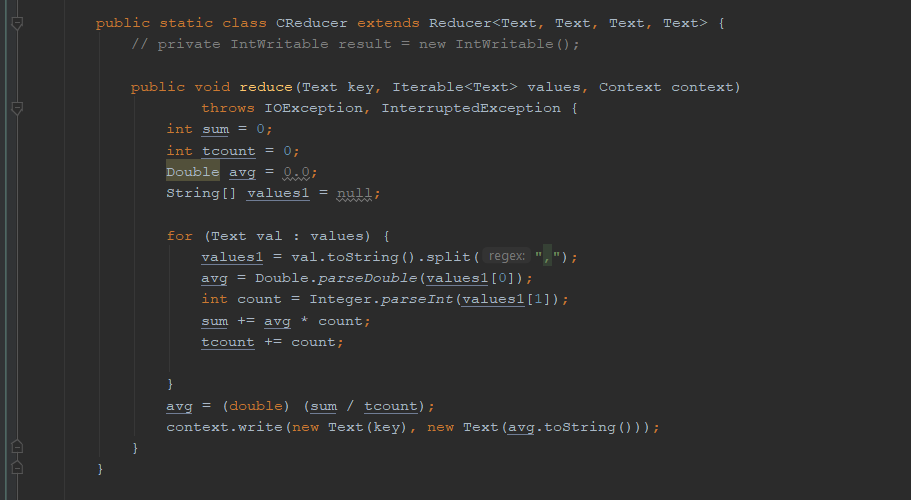 public static class CReducer extends Reducer<Text, Text, Text, Text> {
// private IntWritable result = new IntWritable();
public void reduce(Text key, Iterable<Text> values, Context context)
throws IOException, InterruptedException {
int sum = 0;
int tcount = 0;
Double avg = 0.0;
String[] values1 = null;
for (Text val : values) {
values1 = val.toString().split( regex: ",");
avg = Double.parseDouble(values1[0]);
int count = Integer.parseInt(values1[1]);
sum += avg * count;
tcount += count;
}
avg = (double) (sum / tcount);
context.write(new Text(key), new Text(avg.toString()));
}
}